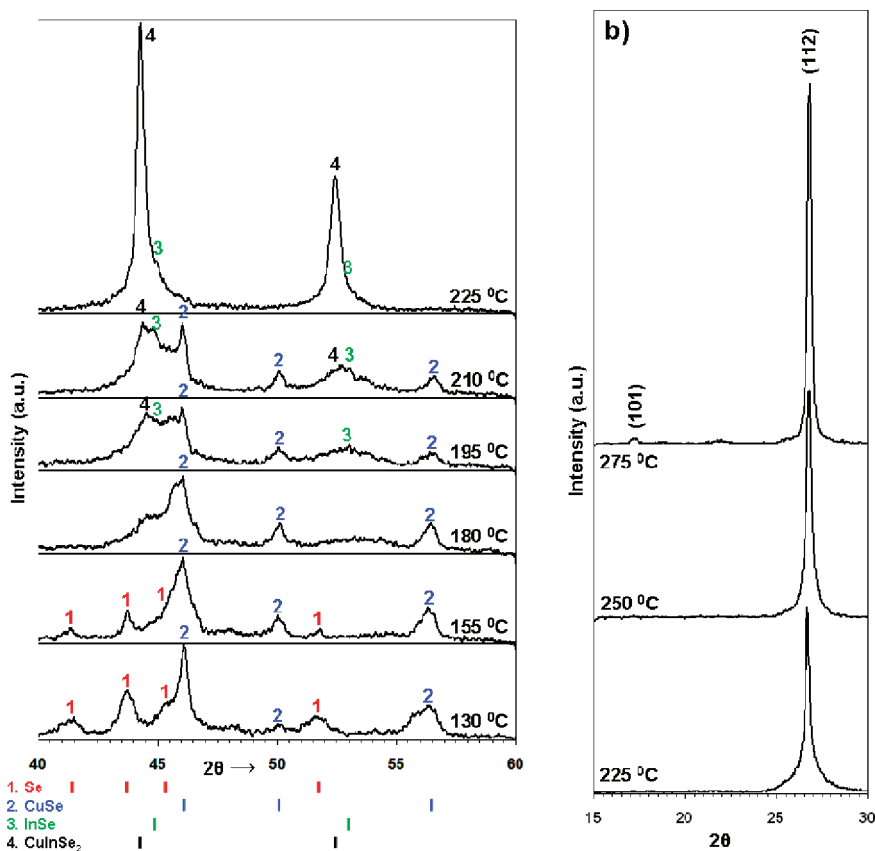 4
4
3
3
225 ⁰C
4
3
2
2
4
3
2
210 ⁰C
4
3
2
2
3
2
195 ⁰C
2
2
2
180 ⁰C
1
1
1
2
2
1
2
155 ⁰C
1
1
1
2
2
1
2
130 ⁰C
Intensity (a.u.)
40 45 50 55 60
2θ →
1. Se
2. CuSe
3. InSe
4. CuInSe₂
b)
(112)
(101)
275 ⁰C
250 ⁰C
225 ⁰C
Intensity (a.u.)
15 20 25 30
2θ